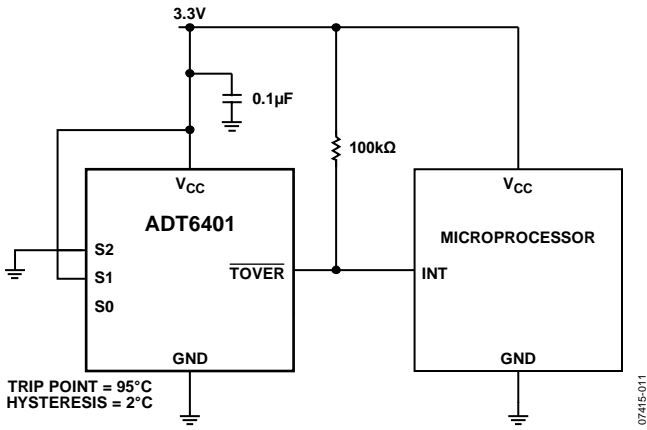 3.3V
0.1µF
100kΩ
VCC
ADT6401
S2
S1
S0
TOVER
GND
VCC
MICROPROCESSOR
INT
GND
TRIP POINT = 95°C
HYSTERESIS = 2°C
07415-011